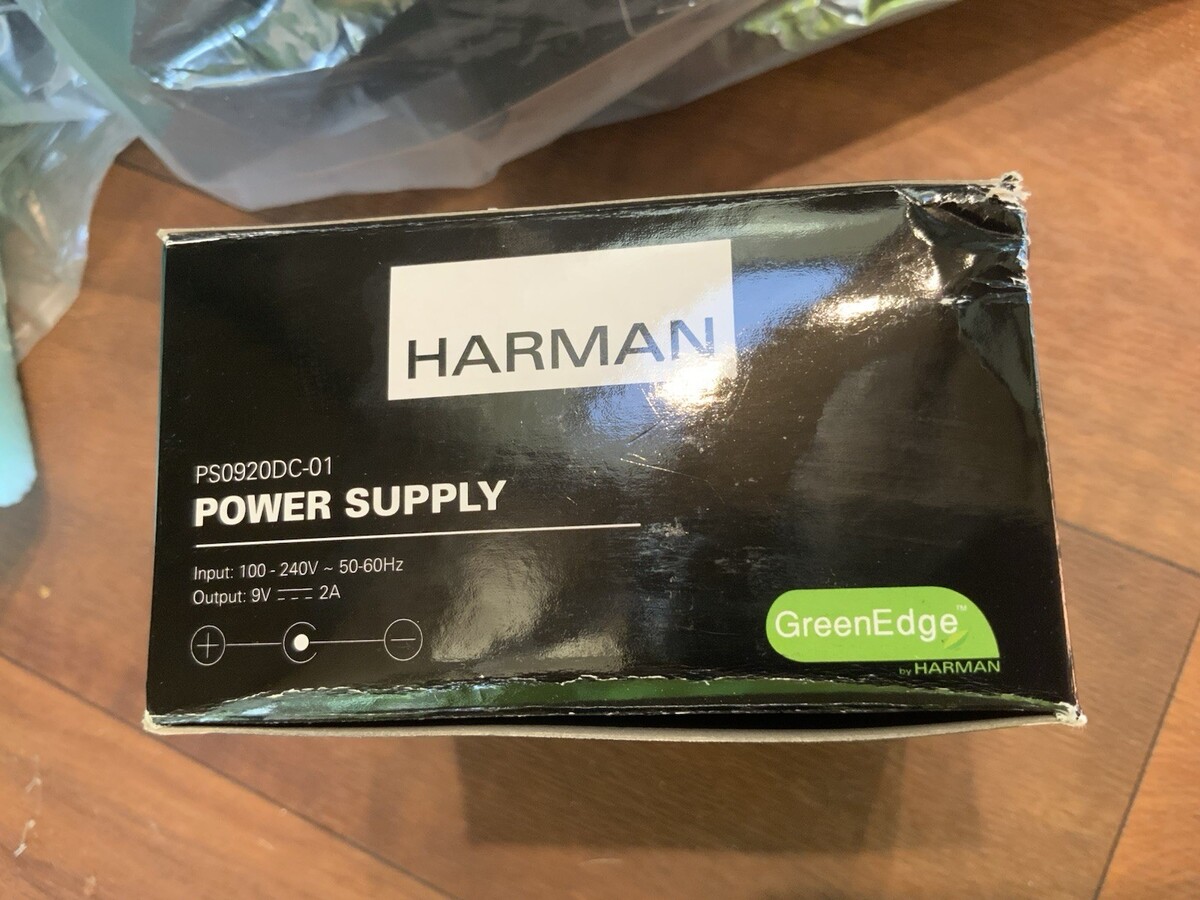 HARMAN
PS0920DC-01
POWER SUPPLY
Input: 100 - 240V ~ 50-60Hz
Output: 9V ⎓ 2A
+ −
GreenEdge™
by HARMAN